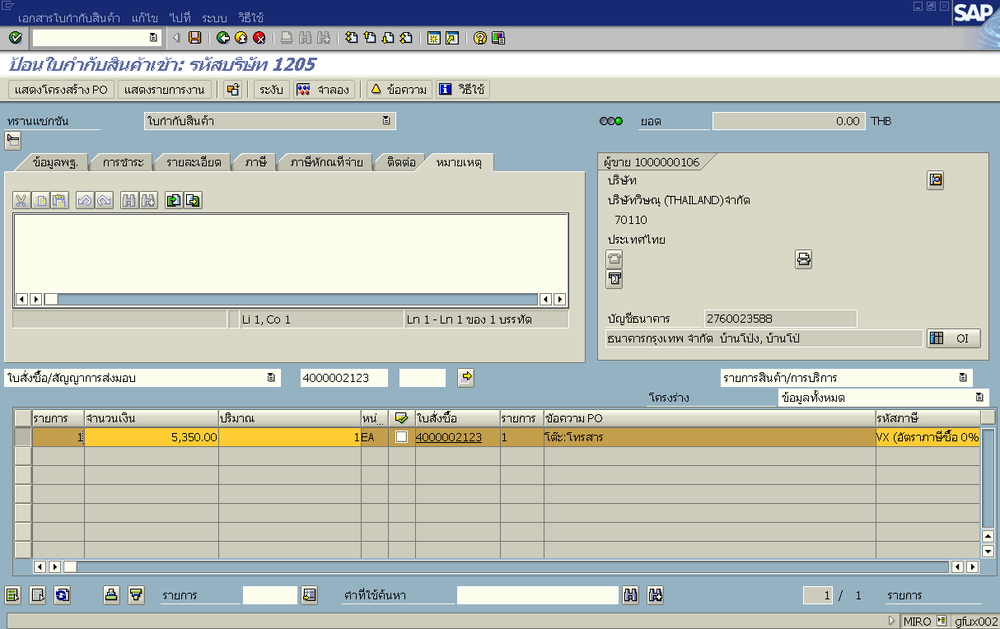 เอกสารใบกำกับสินค้า แก้ไข ไปที่ ระบบ วิธีใช้
SAP
ป้อนใบกำกับสินค้าเข้า: รหัสบริษัท 1205
แสดงโครงสร้าง PO แสดงรายการงาน ระงับ จำลอง ข้อความ วิธีใช้
ทรานแซกชัน ใบกำกับสินค้า ยอด 0.00 THB
ข้อมูลพฐ. การชำระ รายละเอียด ภาษี ภาษีหักณที่จ่าย ติดต่อ หมายเหตุ
ผู้ขาย 1000000106
บริษัท
บริษัทวิษณุ (THAILAND)จำกัด
70110
ประเทศไทย
Li 1, Co 1 Ln 1 - Ln 1 ของ 1 บรรทัด
บัญชีธนาคาร 2760023588
ธนาคารกรุงเทพ จำกัด บ้านโป่ง, บ้านโป่
OI
ใบสั่งซื้อ/สัญญาการส่งมอบ 4000002123 รายการสินค้า/การบริการ
โครงร่าง ข้อมูลทั้งหมด
รายการ จำนวนเงิน ปริมาณ หน่... ใบสั่งซื้อ รายการ ข้อความ PO รหัสภาษี
1 5,350.00 1 EA 4000002123 1 โต๊ะ:โทรสาร VX (อัตราภาษีซื้อ 0%
รายการ คำที่ใช้ค้นหา 1 / 1 รายการ
MIRO gfux002